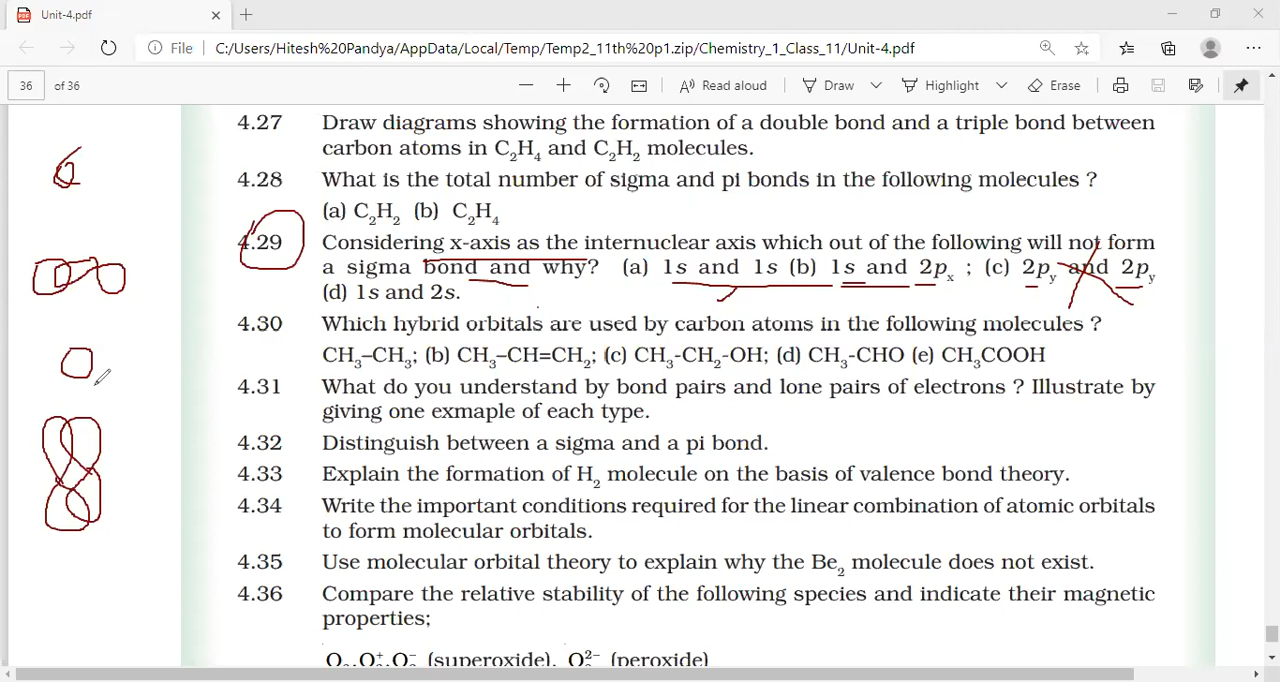 Unit-4.pdf
File C:/Users/Hitesh%20Pandya/AppData/Local/Temp/Temp2_11th%20p1.zip/Chemistry_1_Class_11/Unit-4.pdf
36 of 36 Read aloud Draw Highlight Erase
4.27 Draw diagrams showing the formation of a double bond and a triple bond between
carbon atoms in C₂H₄ and C₂H₂ molecules.
4.28 What is the total number of sigma and pi bonds in the following molecules ?
(a) C₂H₂ (b) C₂H₄
4.29 Considering x-axis as the internuclear axis which out of the following will not form
a sigma bond and why? (a) 1s and 1s (b) 1s and 2pₓ ; (c) 2p_y and 2p_y
(d) 1s and 2s.
4.30 Which hybrid orbitals are used by carbon atoms in the following molecules ?
CH₃–CH₃; (b) CH₃–CH=CH₂; (c) CH₃-CH₂-OH; (d) CH₃-CHO (e) CH₃COOH
4.31 What do you understand by bond pairs and lone pairs of electrons ? Illustrate by
giving one exmaple of each type.
4.32 Distinguish between a sigma and a pi bond.
4.33 Explain the formation of H₂ molecule on the basis of valence bond theory.
4.34 Write the important conditions required for the linear combination of atomic orbitals
to form molecular orbitals.
4.35 Use molecular orbital theory to explain why the Be₂ molecule does not exist.
4.36 Compare the relative stability of the following species and indicate their magnetic
properties;
O₂, O₂⁺, O₂⁻ (superoxide), O₂²⁻ (peroxide)